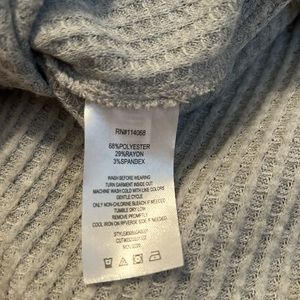 RN#114068
68%POLYESTER
29%RAYON
3%SPANDEX
WASH BEFORE WEARING
TURN GARMENT INSIDE OUT
MACHINE WASH COLD WITH LIKE COLORS
GENTLE CYCLE
ONLY NON-CHLORINE BLEACH IF NEEDED
TUMBLE DRY LOW
REMOVE PROMPTLY
COOL IRON ON REVERSE SIDE IF NEEDED